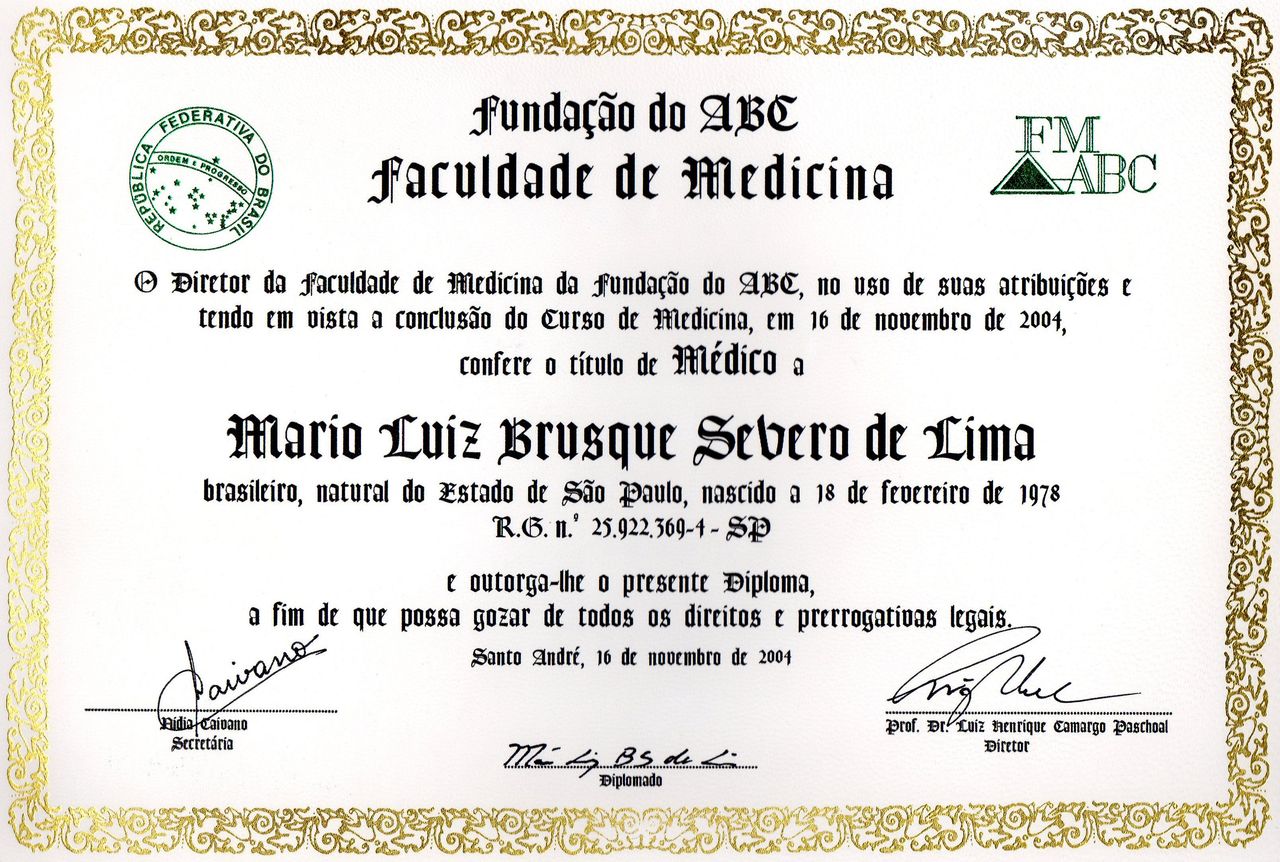 Fundação do ABC
Faculdade de Medicina
REPÚBLICA FEDERATIVA DO BRASIL
ORDEM E PROGRESSO
FM
ABC
O Diretor da Faculdade de Medicina da Fundação do ABC, no uso de suas atribuições e
tendo em vista a conclusão do Curso de Medicina, em 16 de novembro de 2004,
confere o título de Médico a
Mario Luiz Brusque Severo de Lima
brasileiro, natural do Estado de São Paulo, nascido a 18 de fevereiro de 1978
R.G. n.º 25.922.369-4 - SP
e outorga-lhe o presente Diploma,
a fim de que possa gozar de todos os direitos e prerrogativas legais.
Santo André, 16 de novembro de 2004
Caivano
Nídia Caivano
Secretária
Prof. Dr. Luiz Henrique Camargo Paschoal
Diretor
Diplomado